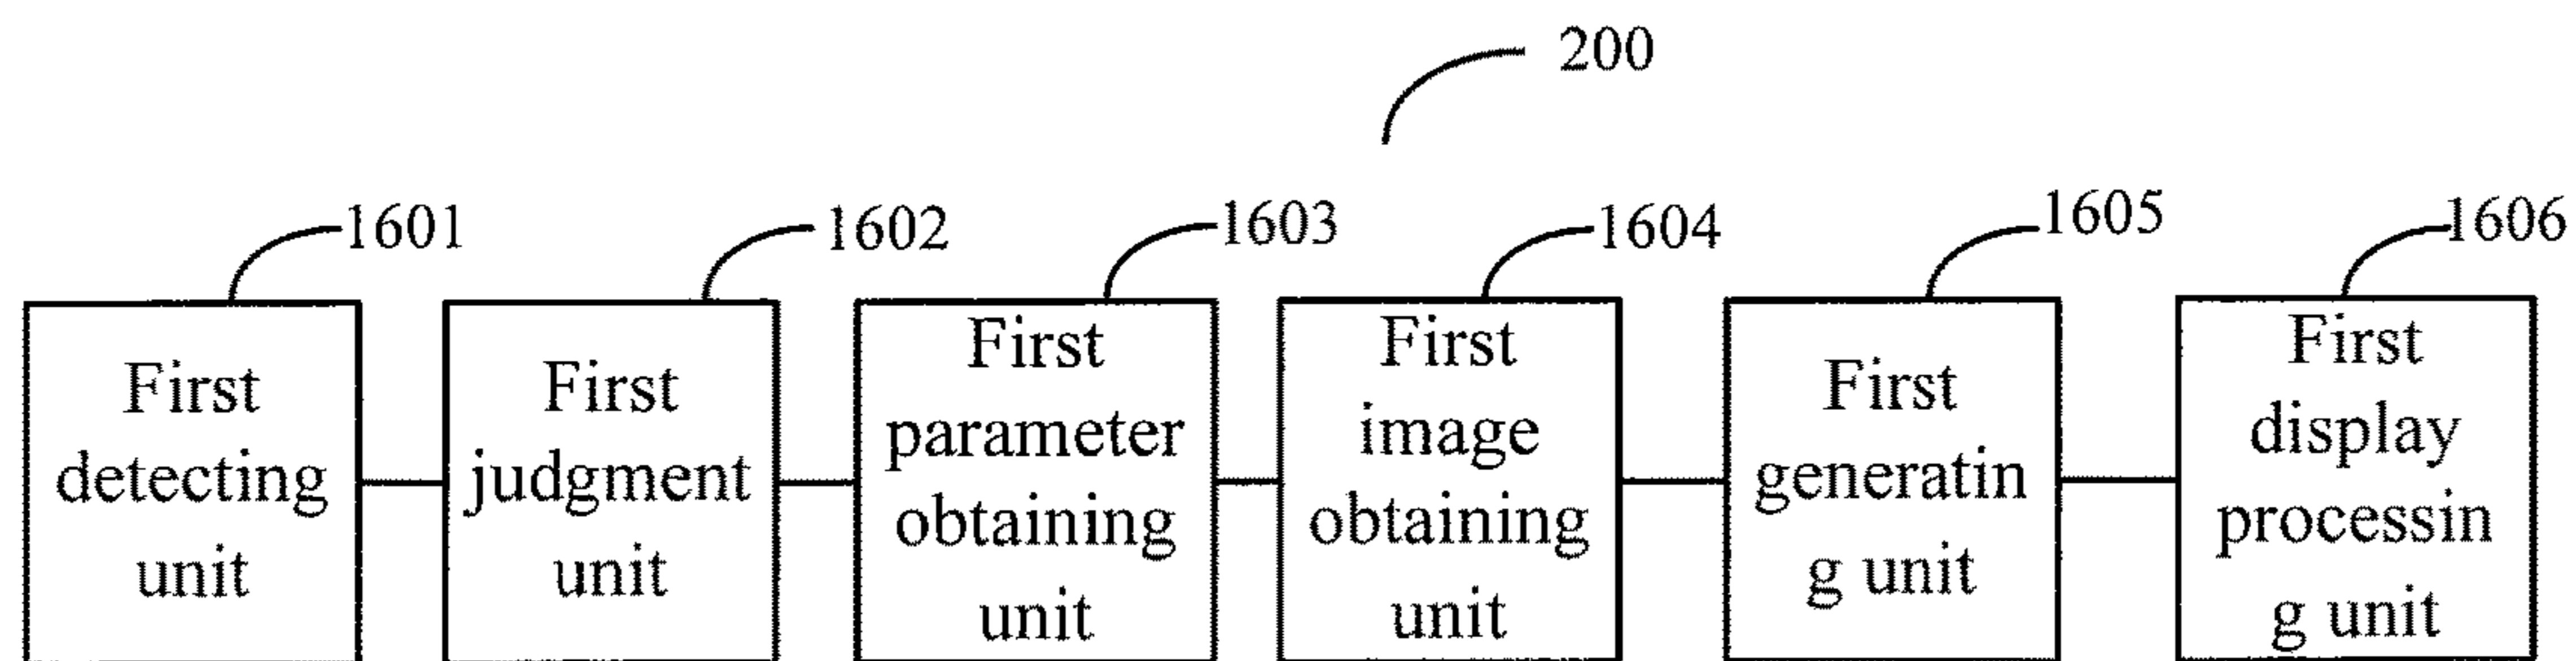 200
1601
1602
1603
1604
1605
1606
First
detecting
unit
First
judgment
unit
First
parameter
obtaining
unit
First
image
obtaining
unit
First
generatin
g unit
First
display
processin
g unit